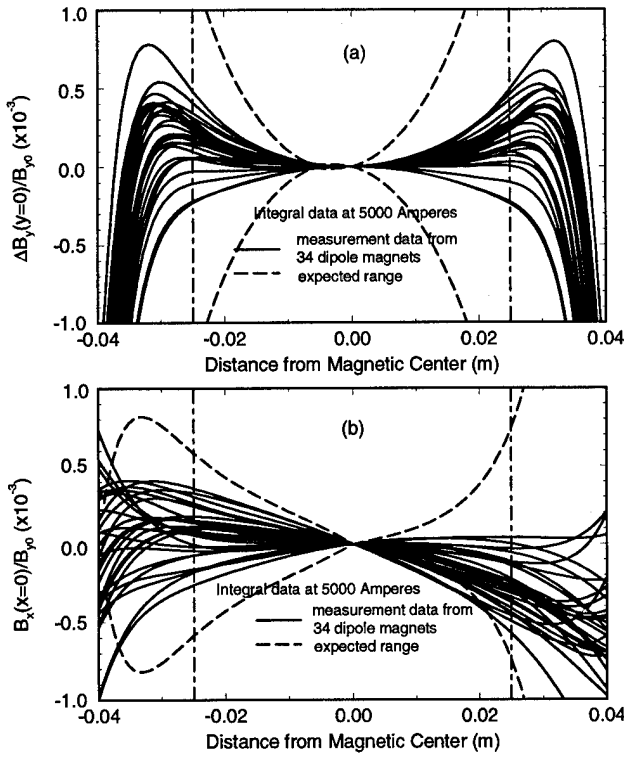 1.0
(a)
0.5
0.0
-0.5
-1.0
ΔBy(y=0)/By0 (x10-3)
Integral data at 5000 Amperes
measurement data from
34 dipole magnets
expected range
-0.04 -0.02 0.00 0.02 0.04
Distance from Magnetic Center (m)
1.0
(b)
0.5
0.0
-0.5
-1.0
Bx(x=0)/By0 (x10-3)
Integral data at 5000 Amperes
measurement data from
34 dipole magnets
expected range
-0.04 -0.02 0.00 0.02 0.04
Distance from Magnetic Center (m)